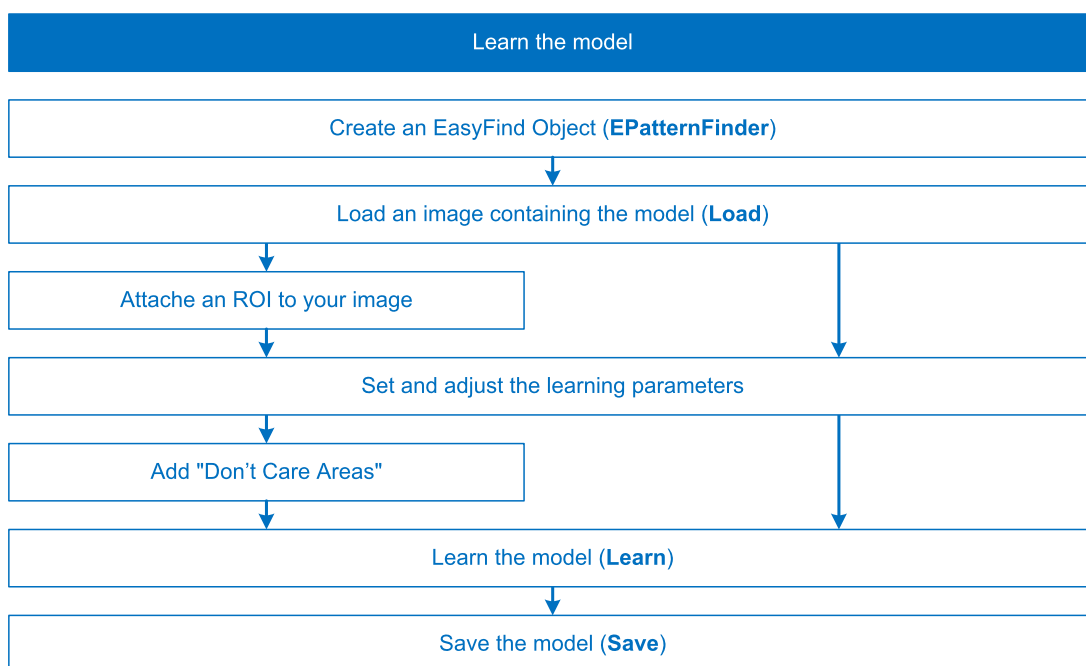 Learn the model
Create an EasyFind Object (EPatternFinder)
Load an image containing the model (Load)
Attache an ROI to your image
Set and adjust the learning parameters
Add "Don’t Care Areas"
Learn the model (Learn)
Save the model (Save)